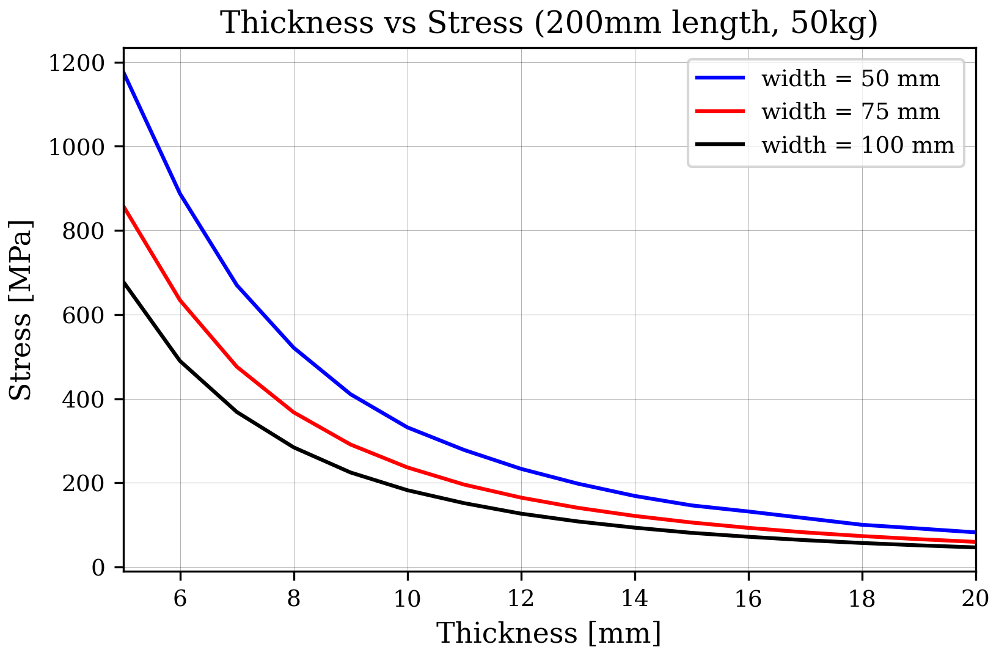 Thickness vs Stress (200mm length, 50kg)
width = 50 mm
width = 75 mm
width = 100 mm
Stress [MPa]
1200
1000
800
600
400
200
0
6 8 10 12 14 16 18 20
Thickness [mm]